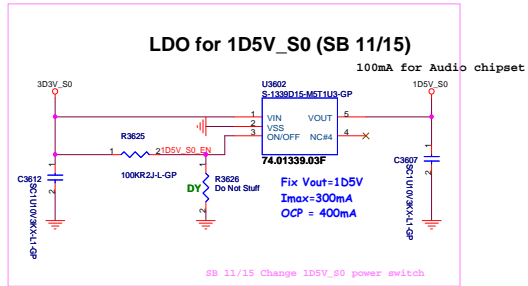 LDO for 1D5V_S0 (SB 11/15)
100mA for Audio chipset
3D3V_S0
1D5V_S0
U3602
S-1339D15-M5T1U3-GP
1 VIN
2 VSS
3 ON/OFF
VOUT 5
NC#4 4
74.01339.03F
R3625
1 2
100KR2J-L-GP
1D5V_S0_EN
C3612
SC1U10V3KX-L1-GP
1
2
DY
R3626
Do Not Stuff
1
2
C3607
SC1U10V3KX-L1-GP
1
2
Fix Vout=1D5V
Imax=300mA
OCP = 400mA
SB 11/15 Change 1D5V_S0 power switch